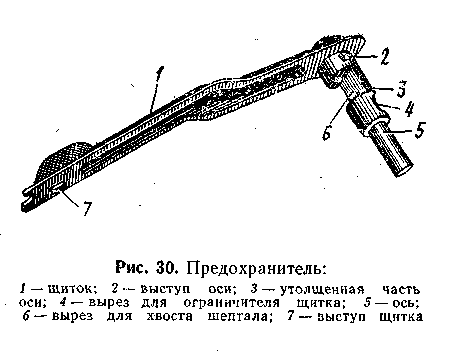 1
2
3
4
6
5
7
Рис. 30. Предохранитель:
1 — щиток; 2 — выступ оси; 3 — утолщенная часть
оси; 4 — вырез для ограничителя щитка; 5 — ось;
6 — вырез для хвоста шептала; 7 — выступ щитка